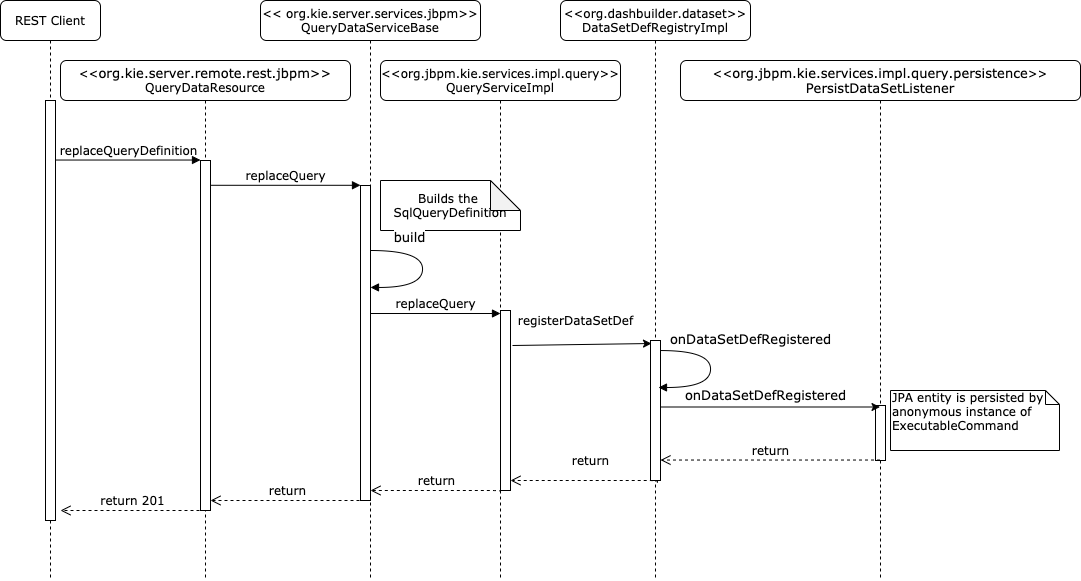 REST Client
<< org.kie.server.services.jbpm>>
QueryDataServiceBase
<<org.dashbuilder.dataset>>
DataSetDefRegistryImpl
<<org.kie.server.remote.rest.jbpm>>
QueryDataResource
<<org.jbpm.kie.services.impl.query>>
QueryServiceImpl
<<org.jbpm.kie.services.impl.query.persistence>>
PersistDataSetListener
replaceQueryDefinition
replaceQuery
Builds the
SqlQueryDefinition
build
replaceQuery
registerDataSetDef
onDataSetDefRegistered
onDataSetDefRegistered
JPA entity is persisted by
anonymous instance of
ExecutableCommand
return
return
return
return
return 201